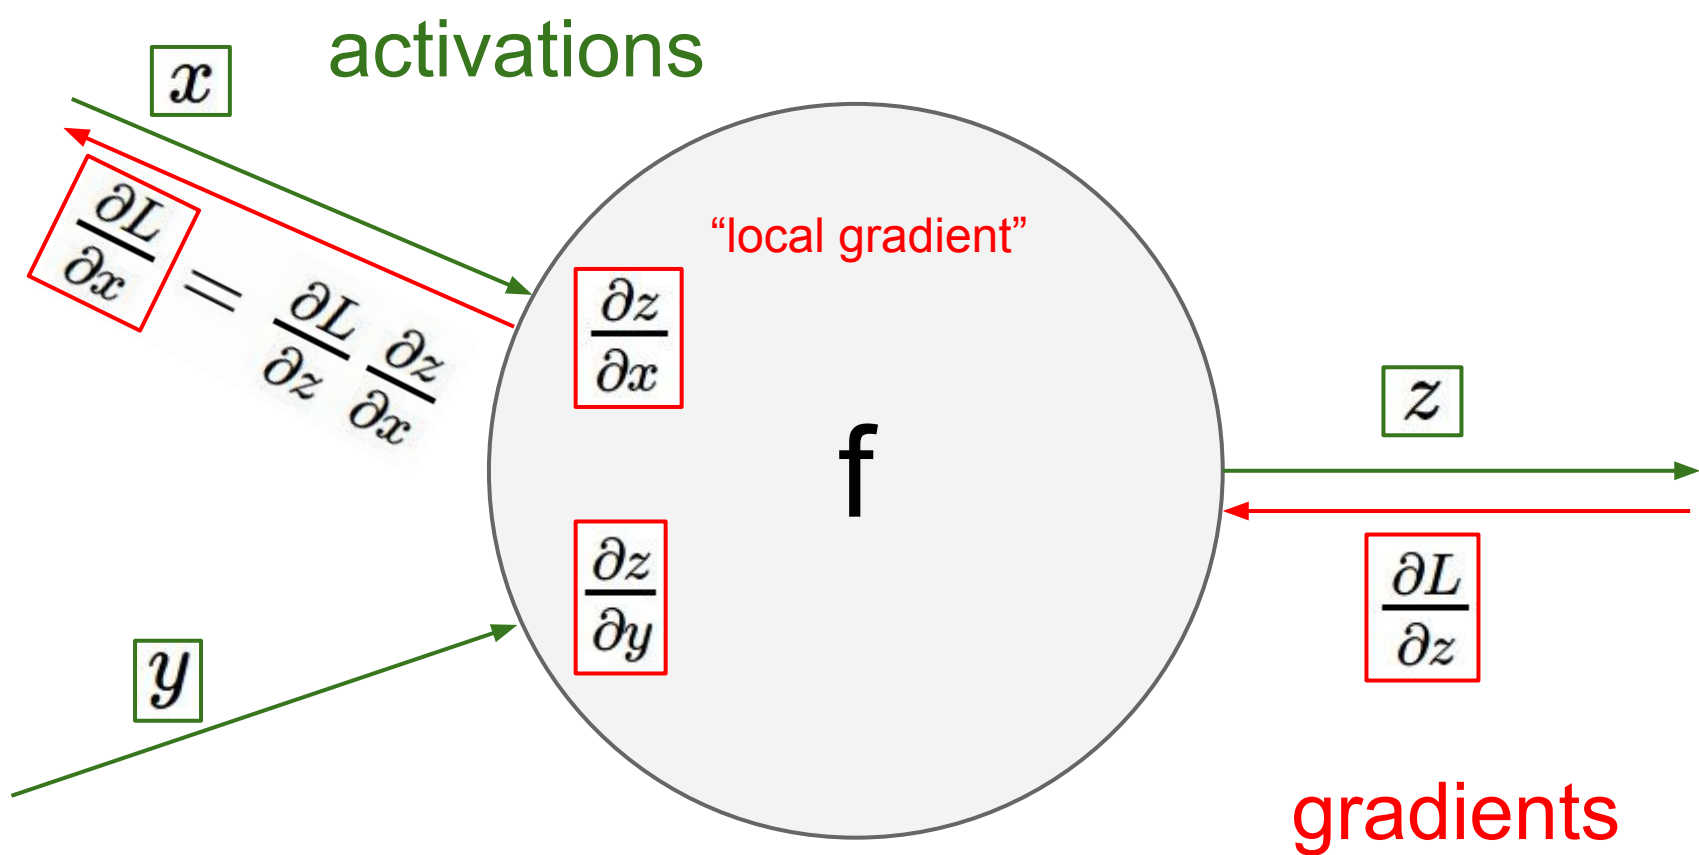 activations
x
∂L/∂x = ∂L/∂z ∂z/∂x
“local gradient”
∂z/∂x
f
z
∂z/∂y
∂L/∂z
y
gradients